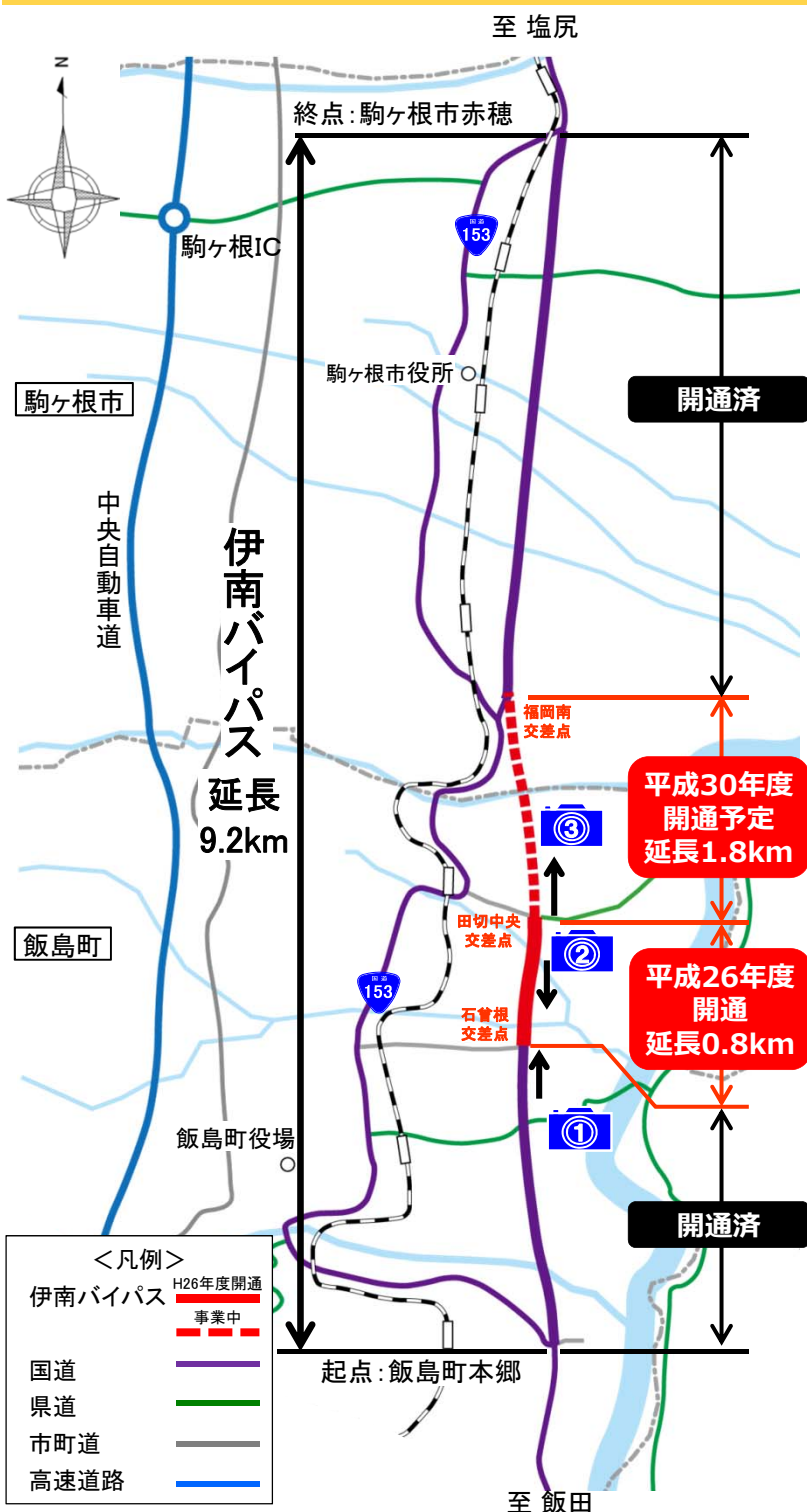 至 塩尻
N
終点:駒ヶ根市赤穂
国道
153
駒ヶ根IC
駒ヶ根市役所
駒ヶ根市
開通済
中央自動車道
伊南バイパス
延長
9.2km
福岡南
交差点
平成30年度
開通予定
延長1.8km
③
田切中央
交差点
②
飯島町
国道
153
平成26年度
開通
延長0.8km
石曽根
交差点
①
飯島町役場
開通済
<凡例>
伊南バイパス
H26年度開通
事業中
国道
県道
市町道
高速道路
起点:飯島町本郷
至 飯田